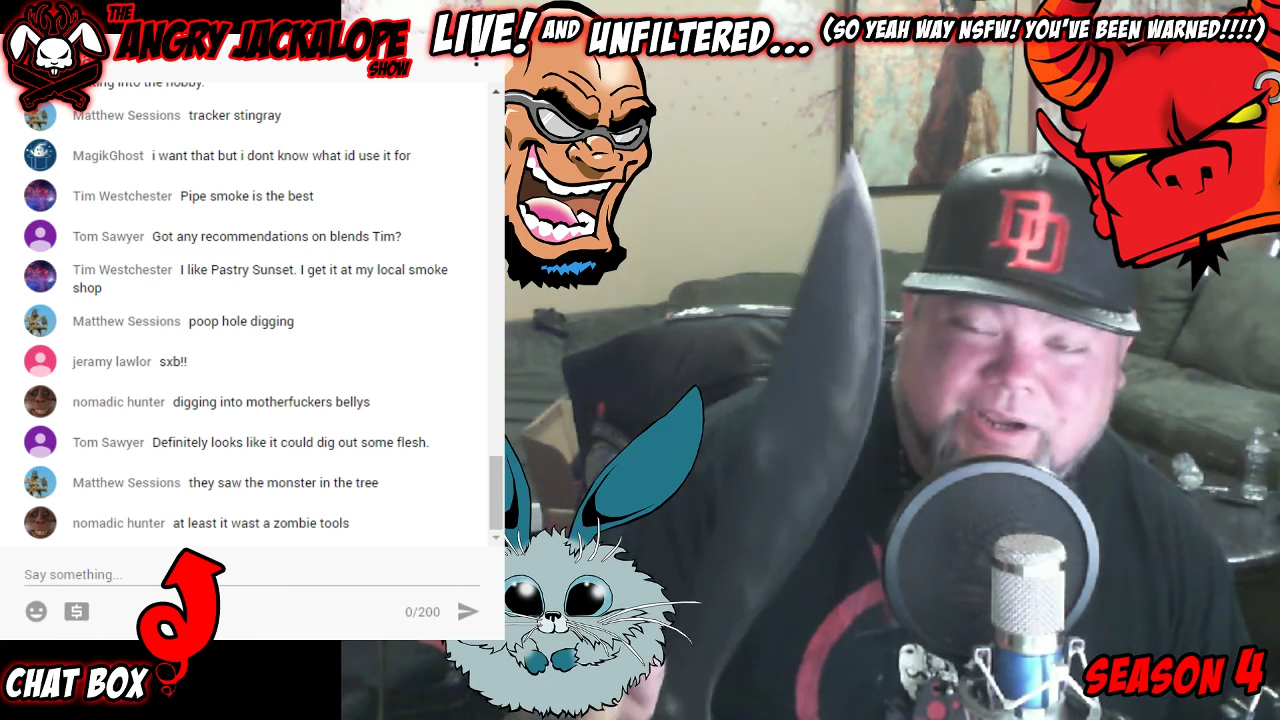 THE
ANGRY JACKALOPE
SHOW
LIVE! AND UNFILTERED... (SO YEAH WAY NSFW! YOU'VE BEEN WARNED!!!!)
into the hobby.
Matthew Sessions tracker stingray
MagikGhost i want that but i dont know what id use it for
Tim Westchester Pipe smoke is the best
Tom Sawyer Got any recommendations on blends Tim?
Tim Westchester I like Pastry Sunset. I get it at my local smoke
shop
Matthew Sessions poop hole digging
jeramy lawlor sxb!!
nomadic hunter digging into motherfuckers bellys
Tom Sawyer Definitely looks like it could dig out some flesh.
Matthew Sessions they saw the monster in the tree
nomadic hunter at least it wast a zombie tools
Say something...
0/200
CHAT BOX
DD
SEASON 4